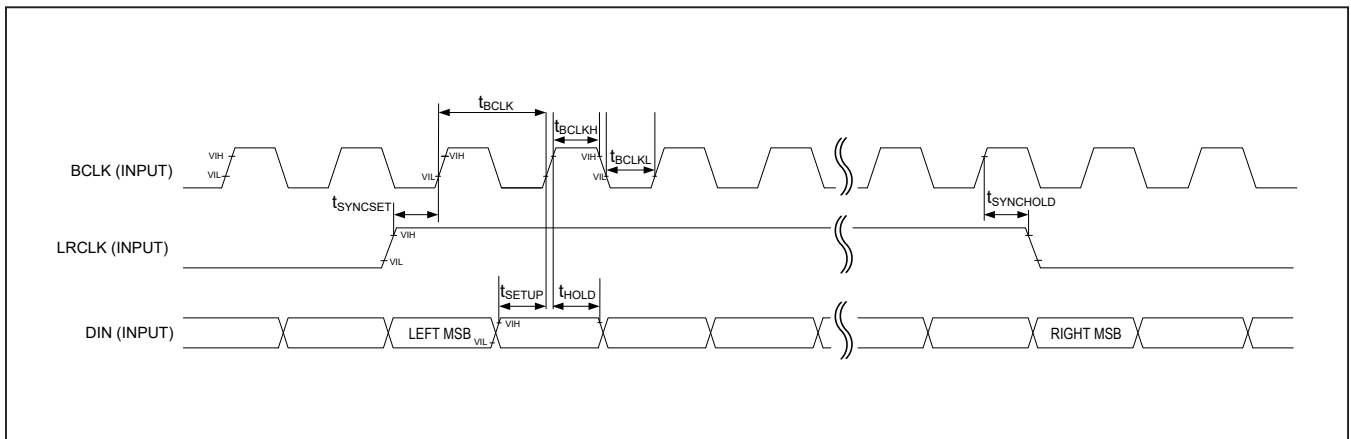 tBCLK
tBCLKH
tBCLKL
BCLK (INPUT)
VIH
VIL
VIH
VIL
VIH
VIL
tSYNCSET
tSYNCHOLD
LRCLK (INPUT)
VIH
VIL
tSETUP
tHOLD
DIN (INPUT)
LEFT MSB
VIL
VIH
RIGHT MSB